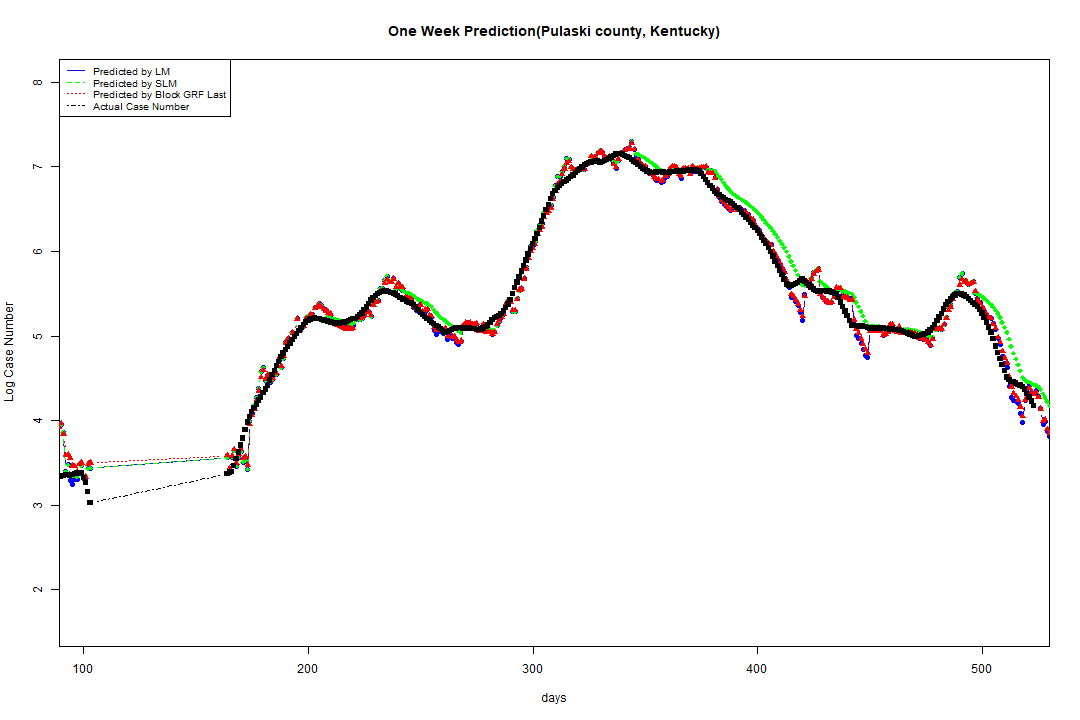 One Week Prediction(Pulaski county, Kentucky)
Predicted by LM
Predicted by SLM
Predicted by Block GRF Last
Actual Case Number
8
7
6
5
4
3
2
Log Case Number
100 200 300 400 500
days